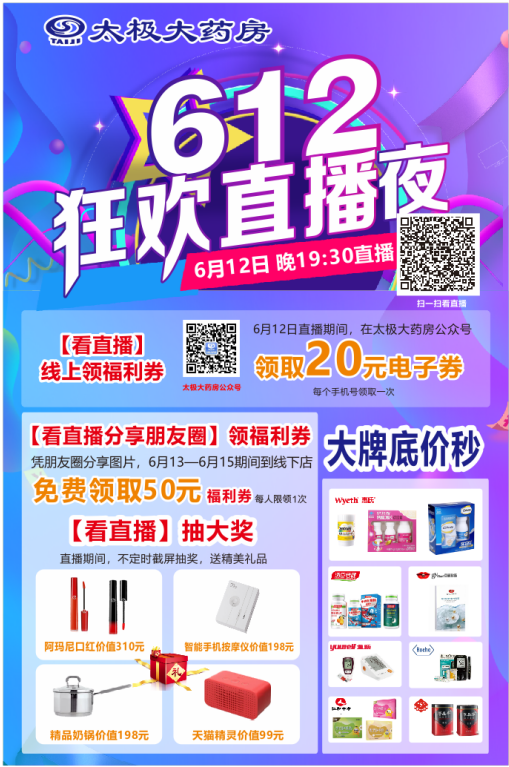 TAIJI
太极大药房
612
狂欢直播夜
6月12日 晚19:30直播
扫一扫看直播
【看直播】
线上领福利券
太极大药房公众号
6月12日直播期间，在太极大药房公众号
领取20元电子券
每个手机号领取一次
【看直播分享朋友圈】领福利券
凭朋友圈分享图片，6月13—6月15期间到线下店
免费领取50元 福利券 每人限领1次
【看直播】抽大奖
直播期间，不定时截屏抽奖，送精美礼品
阿玛尼口红价值310元
智能手机按摩仪价值198元
礼
精品奶锅价值198元
天猫精灵价值99元
大牌底价秒
Wyeth 惠氏
yuwell 鱼跃
Roche